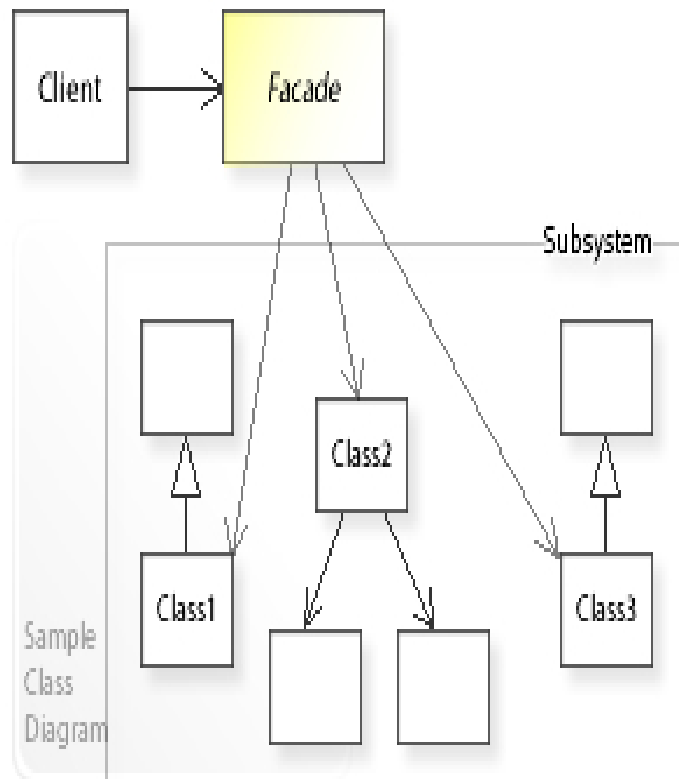 Client
Facade
Subsystem
Class2
Class1
Class3
Sample
Class
Diagram